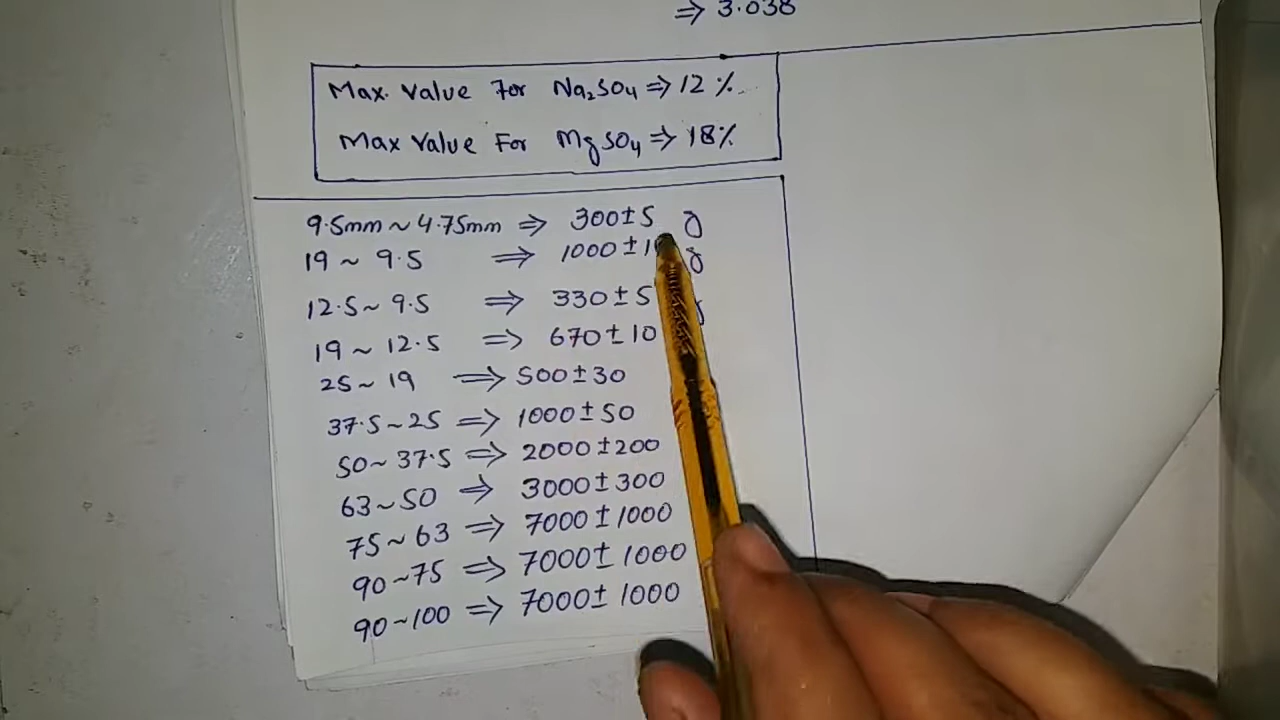 ⇒ 3.038
Max. Value For Na₂SO₄ ⇒ 12 %
Max Value For MgSO₄ ⇒ 18%
9.5mm ~ 4.75mm ⇒ 300±5 g
19 ~ 9.5 ⇒ 1000±1 g
12.5 ~ 9.5 ⇒ 330±5
19 ~ 12.5 ⇒ 670±10
25 ~ 19 ⇒ 500±30
37.5 ~ 25 ⇒ 1000±50
50 ~ 37.5 ⇒ 2000±200
63 ~ 50 ⇒ 3000±300
75 ~ 63 ⇒ 7000±1000
90 ~ 75 ⇒ 7000±1000
90 ~ 100 ⇒ 7000±1000